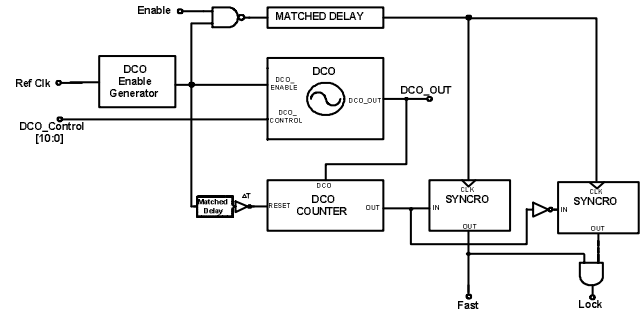 Enable
MATCHED DELAY
DCO
Enable
Generator
Ref Clk
DCO
DCO_
ENABLE
DCO_OUT
DCO_
CONTROL
DCO_OUT
DCO_Control
[10:0]
Matched
Delay
ΔT
RESET
DCO
DCO
COUNTER
OUT
CLK
SYNCRO
IN
OUT
CLK
SYNCRO
IN
OUT
Fast
Lock